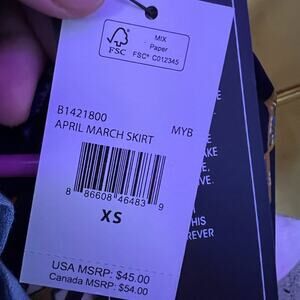 FSC
MIX
Paper
FSC® C012345
B1421800
APRIL MARCH SKIRT MYB
8 86608 46483 9
XS
USA MSRP: $45.00
Canada MSRP: $54.00